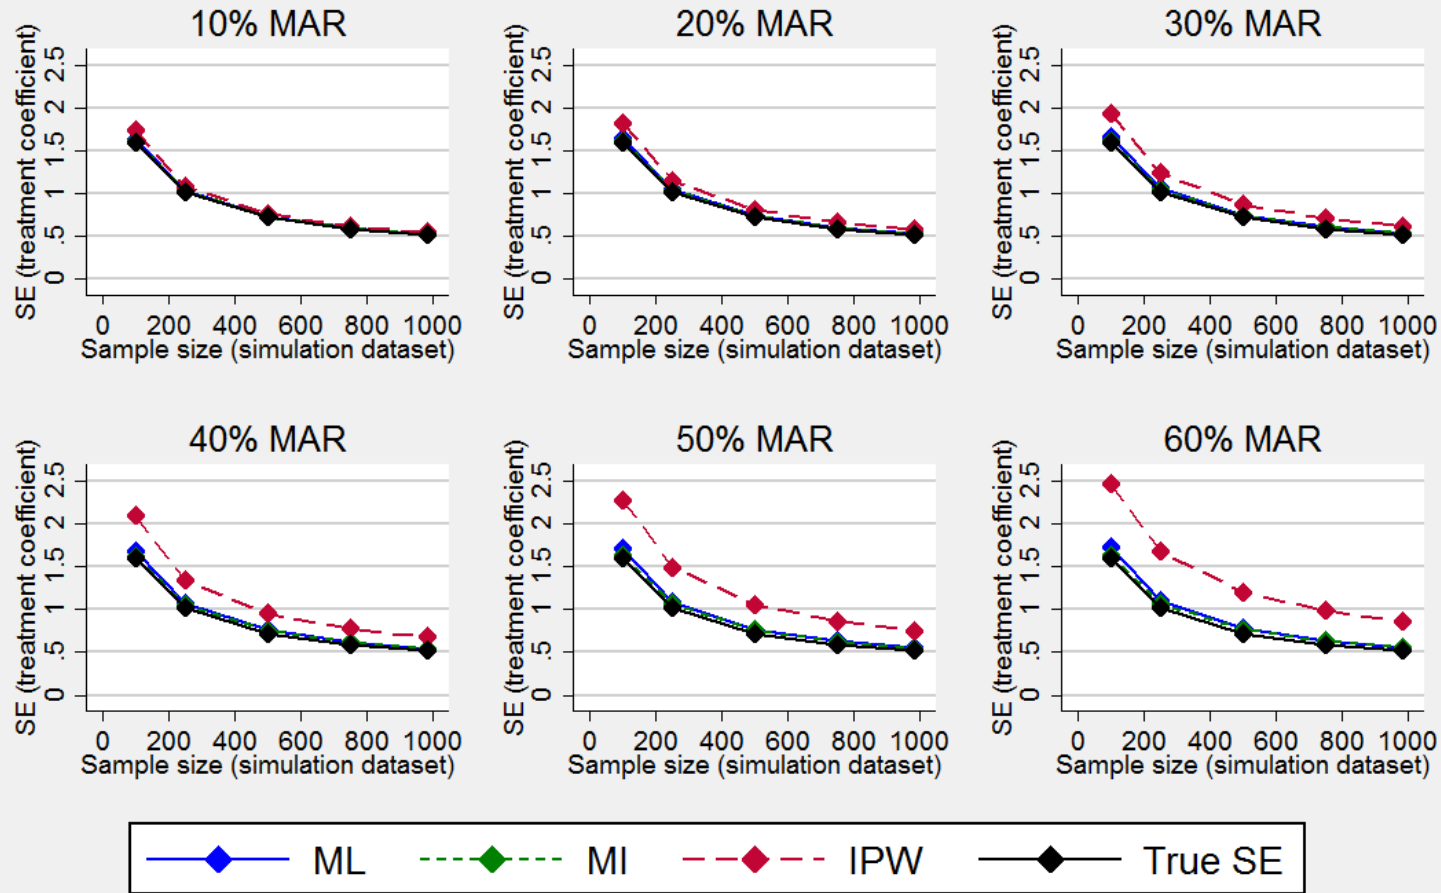 10% MAR
20% MAR
30% MAR
SE (treatment coefficient)
0 .5 1 1.5 2 2.5
SE (treatment coefficient)
0 .5 1 1.5 2 2.5
SE (treatment coefficient)
0 .5 1 1.5 2 2.5
0 200 400 600 800 1000
0 200 400 600 800 1000
0 200 400 600 800 1000
Sample size (simulation dataset)
Sample size (simulation dataset)
Sample size (simulation dataset)
40% MAR
50% MAR
60% MAR
SE (treatment coefficient)
0 .5 1 1.5 2 2.5
SE (treatment coefficient)
0 .5 1 1.5 2 2.5
SE (treatment coefficient)
0 .5 1 1.5 2 2.5
0 200 400 600 800 1000
0 200 400 600 800 1000
0 200 400 600 800 1000
Sample size (simulation dataset)
Sample size (simulation dataset)
Sample size (simulation dataset)
ML MI IPW True SE